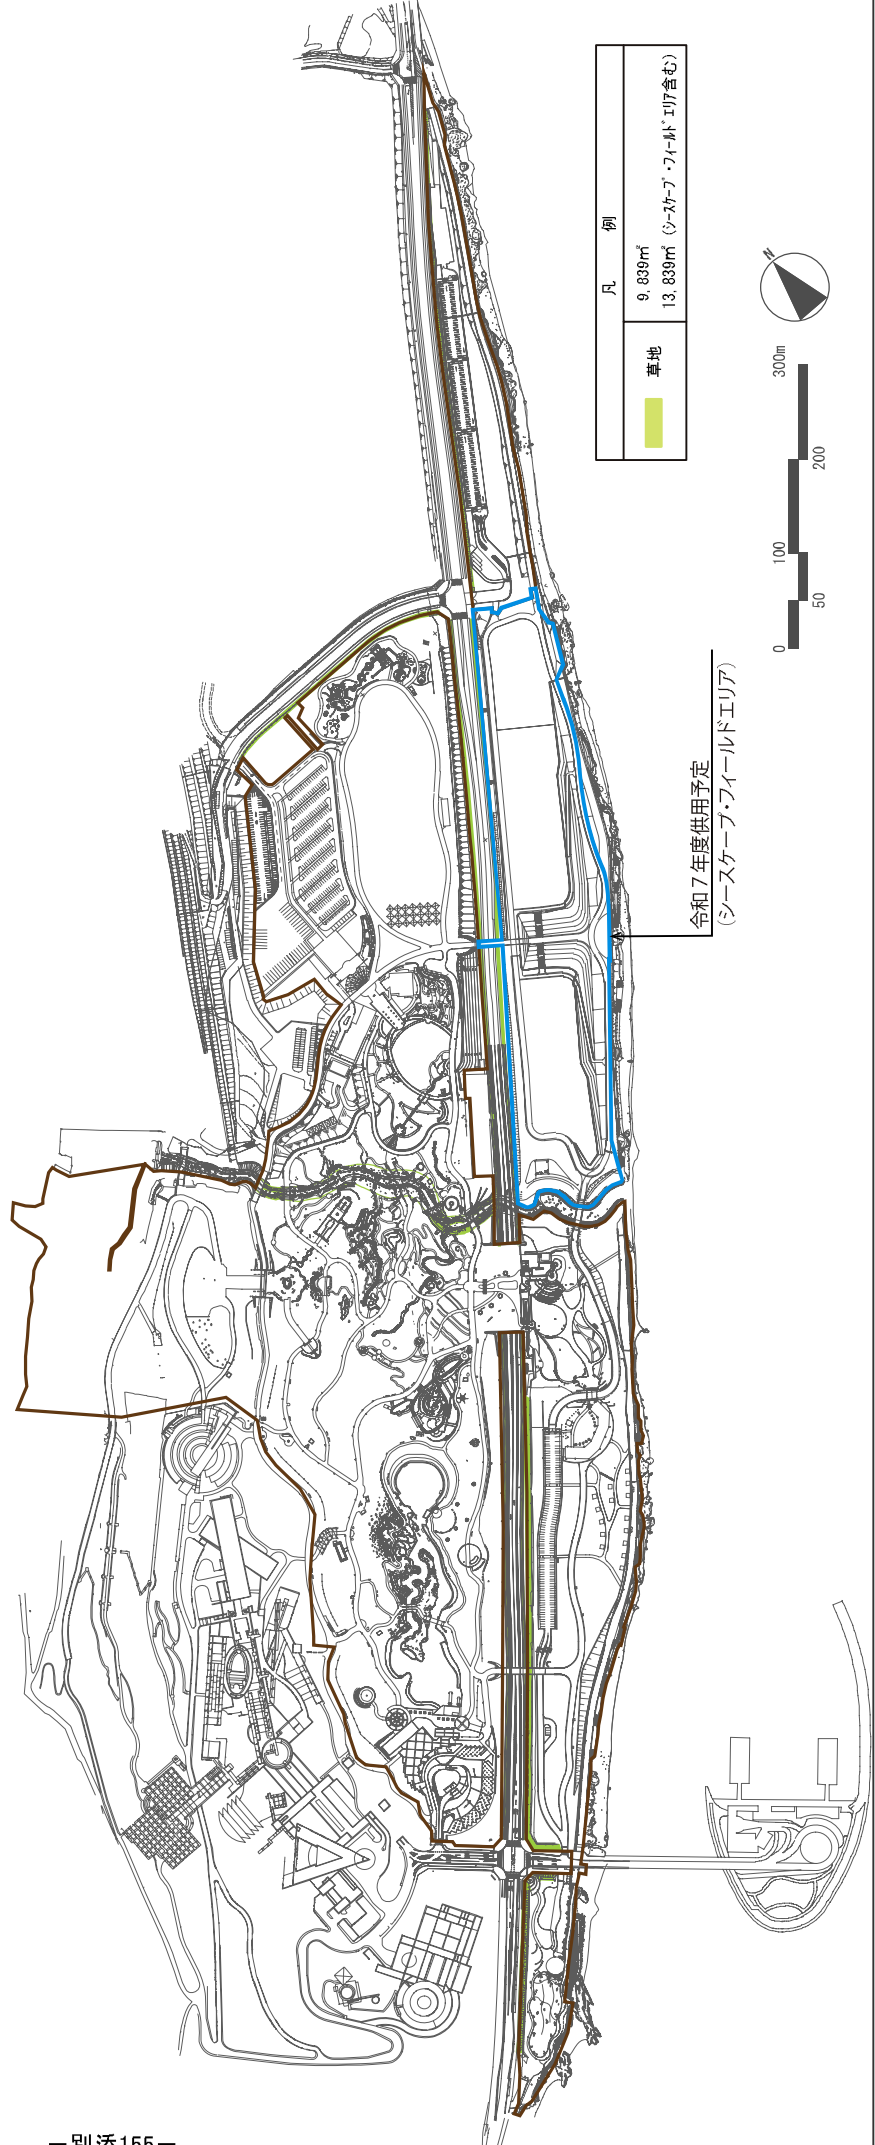 凡 例
草地
9,839㎡
13,839㎡ (シースケープ・フィールドエリア含む)
N
0
50
100
200
300m
令和７年度供用予定
(シースケープ・フィールドエリア)
－別添155－